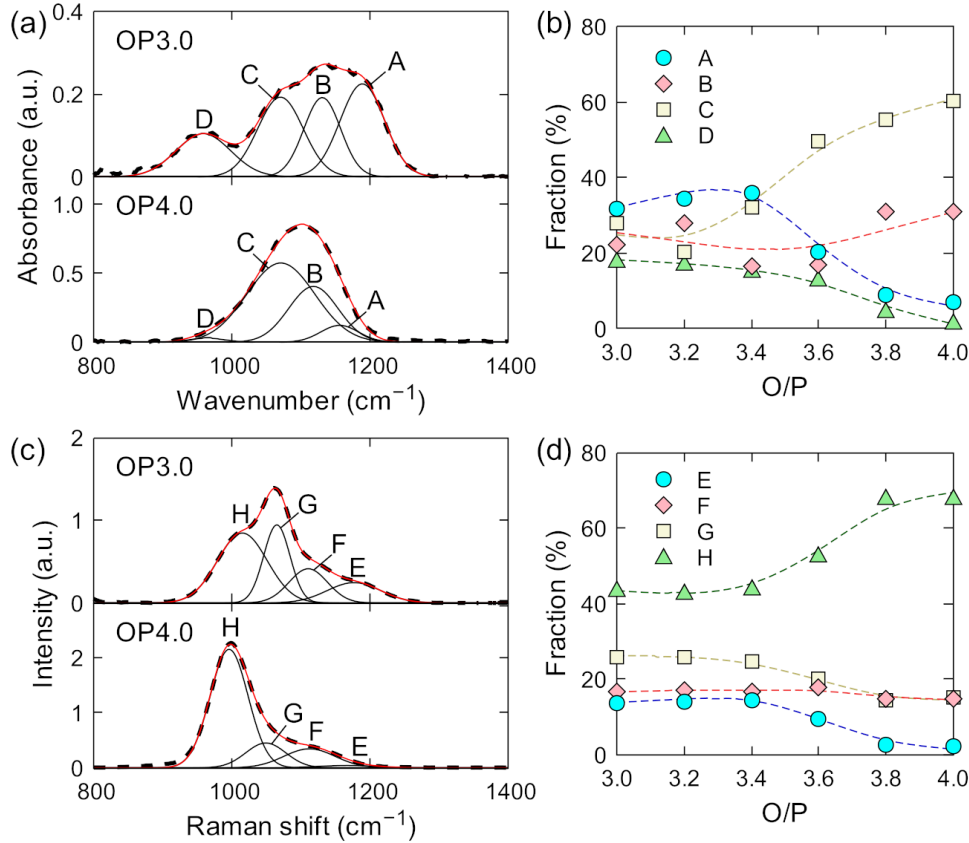 (a)
OP3.0
A
B
C
D
0.4
0.2
0
OP4.0
C
B
A
D
1.0
0.5
0
Absorbance (a.u.)
800 1000 1200 1400
Wavenumber (cm⁻¹)
(b)
A
B
C
D
80
60
40
20
0
Fraction (%)
3.0 3.2 3.4 3.6 3.8 4.0
O/P
(c)
OP3.0
H
G
F
E
2
1
0
OP4.0
H
G
F
E
2
1
0
Intensity (a.u.)
800 1000 1200 1400
Raman shift (cm⁻¹)
(d)
E
F
G
H
80
60
40
20
0
Fraction (%)
3.0 3.2 3.4 3.6 3.8 4.0
O/P